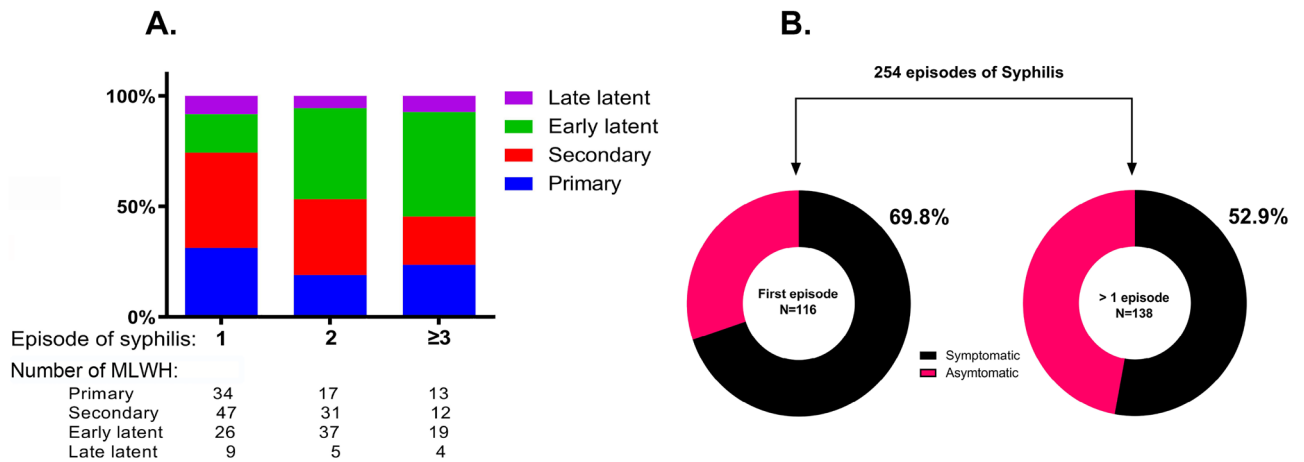 A.
100%
50%
0%
Late latent
Early latent
Secondary
Primary
Episode of syphilis: 1 2 ≥3
Number of MLWH:
Primary 34 17 13
Secondary 47 31 12
Early latent 26 37 19
Late latent 9 5 4
B.
254 episodes of Syphilis
69.8%
First episode
N=116
52.9%
> 1 episode
N=138
Symptomatic
Asymtomatic